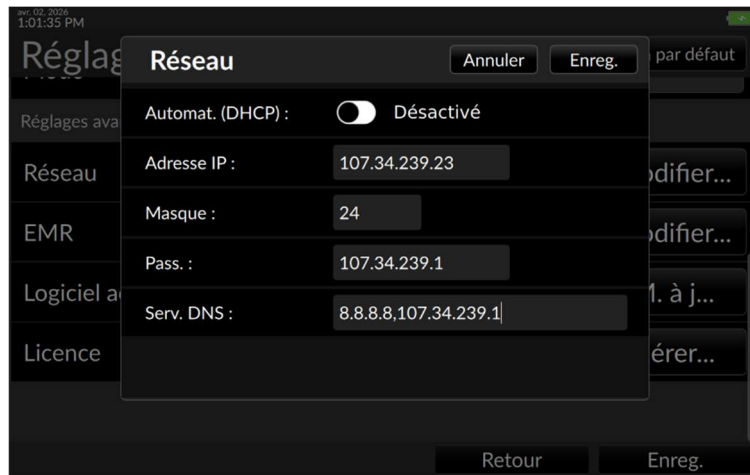 avr. 02, 2026
1:01:35 PM
Réglag
par défaut
Réseau
Annuler
Enreg.
Réglages ava
Automat. (DHCP) :
Désactivé
Réseau
Adresse IP :
107.34.239.23
difier...
EMR
Masque :
24
difier...
Pass. :
107.34.239.1
Logiciel a
Serv. DNS :
8.8.8.8,107.34.239.1
. à j...
Licence
érer...
Retour
Enreg.